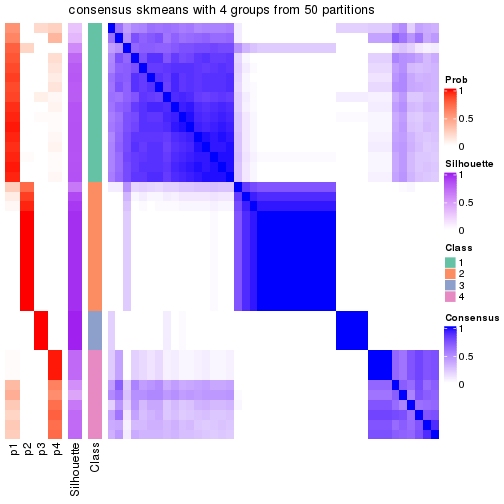 consensus skmeans with 4 groups from 50 partitions
Prob
1
0.5
0
Silhouette
1
0.5
0
Class
1
2
3
4
Consensus
1
0.5
0
p1
p2
p3
p4
Silhouette
Class